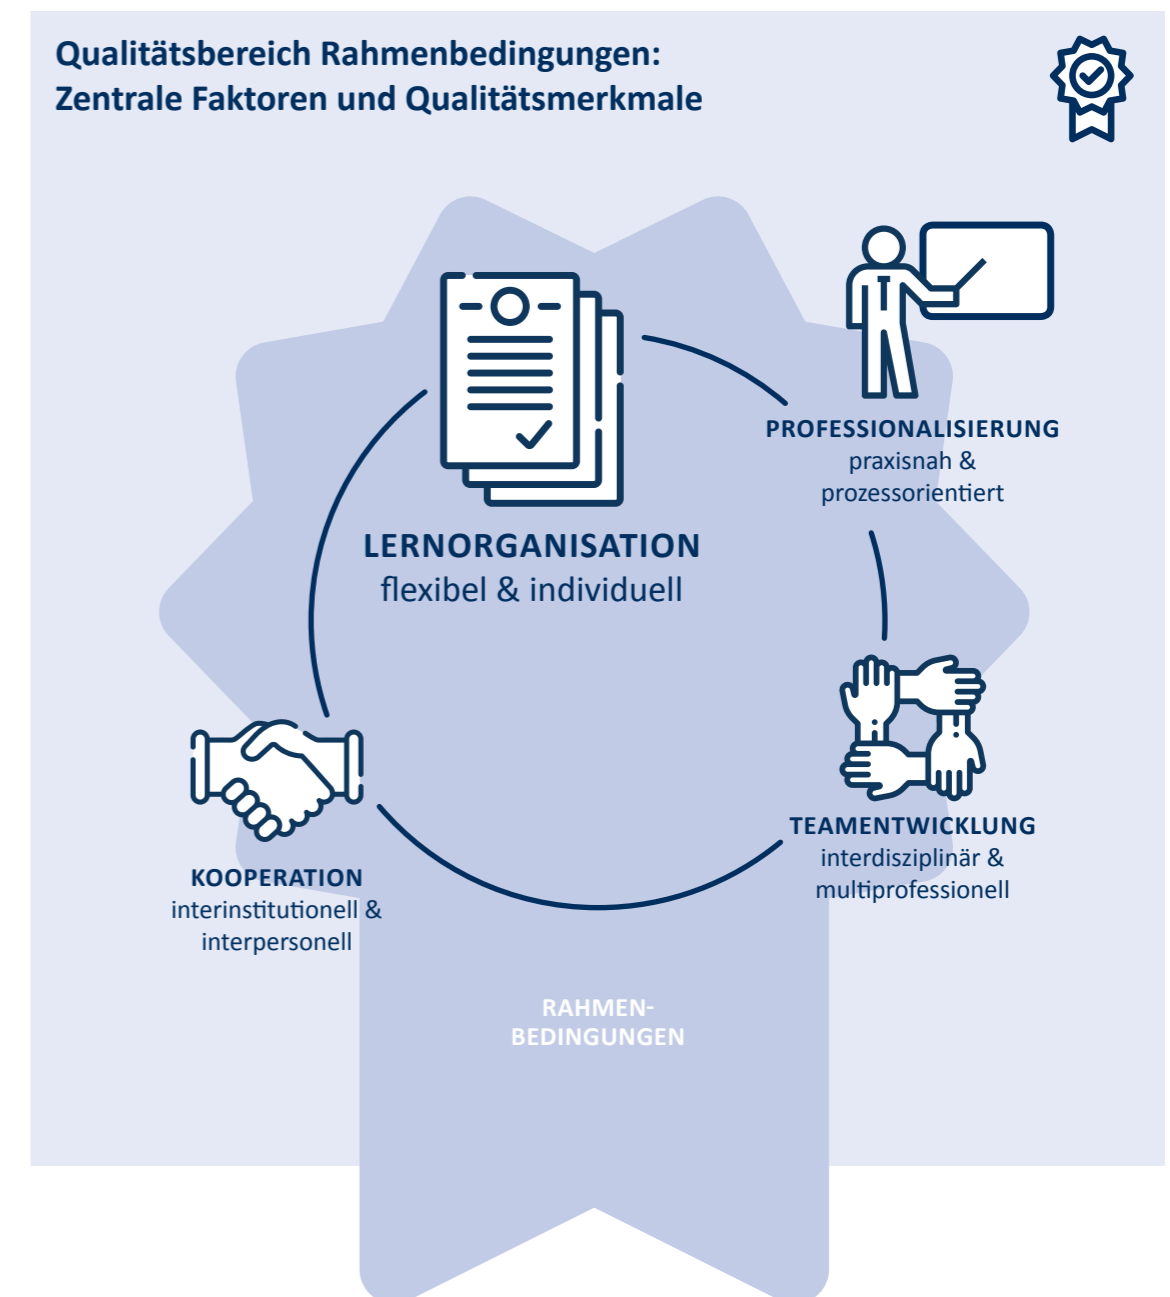 Qualitätsbereich Rahmenbedingungen:
Zentrale Faktoren und Qualitätsmerkmale
PROFESSIONALISIERUNG
praxisnah &
prozessorientiert
LERNORGANISATION
flexibel & individuell
TEAMENTWICKLUNG
interdisziplinär &
multiprofessionell
KOOPERATION
interinstitutionell &
interpersonell
RAHMEN-
BEDINGUNGEN